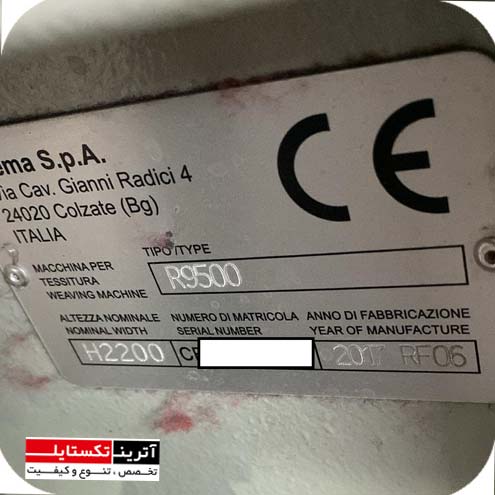 ema S.p.A.
Via Cav. Gianni Radici 4
24020 Colzate (Bg)
ITALIA
CE
MACCHINA PER
TESSITURA
WEAVING MACHINE
TIPO/TYPE
R9500
ALTEZZA NOMINALE
NOMINAL WIDTH
H2200
NUMERO DI MATRICOLA
SERIAL NUMBER
ANNO DI FABBRICAZIONE
YEAR OF MANUFACTURE
2017 RF06
آترین تکستایل
تخصص ، تنوع و کیفیت